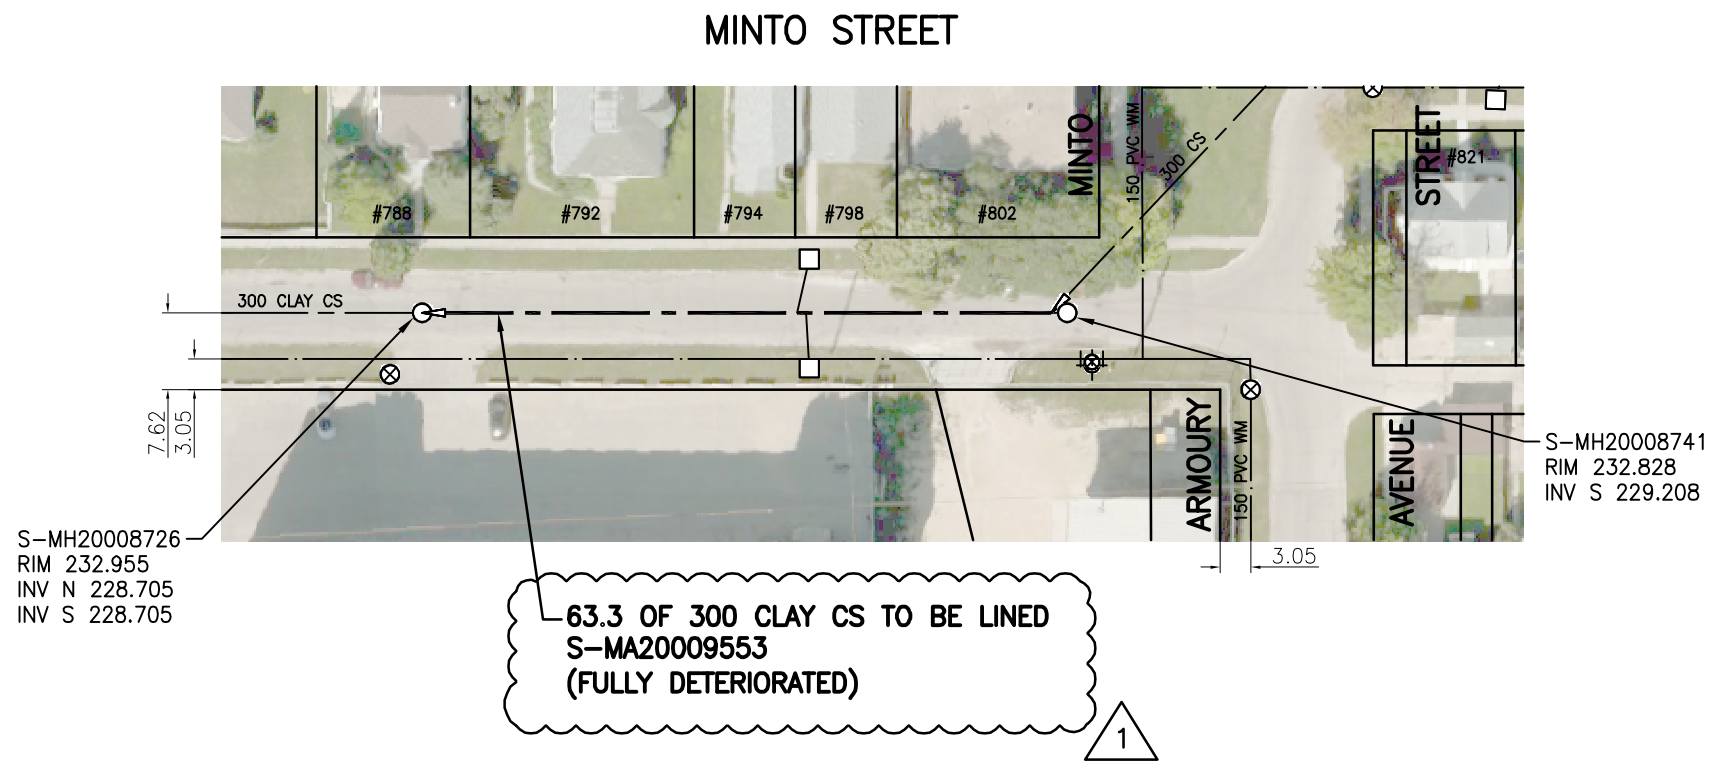 MINTO STREET
#788
#792
#794
#798
#802
MINTO
150 PVC WM
300 CS
STREET
#821
300 CLAY CS
7.62
3.05
ARMOURY
150 PVC WM
AVENUE
S-MH20008741
RIM 232.828
INV S 229.208
S-MH20008726
RIM 232.955
INV N 228.705
INV S 228.705
3.05
63.3 OF 300 CLAY CS TO BE LINED
S-MA20009553
(FULLY DETERIORATED)
1